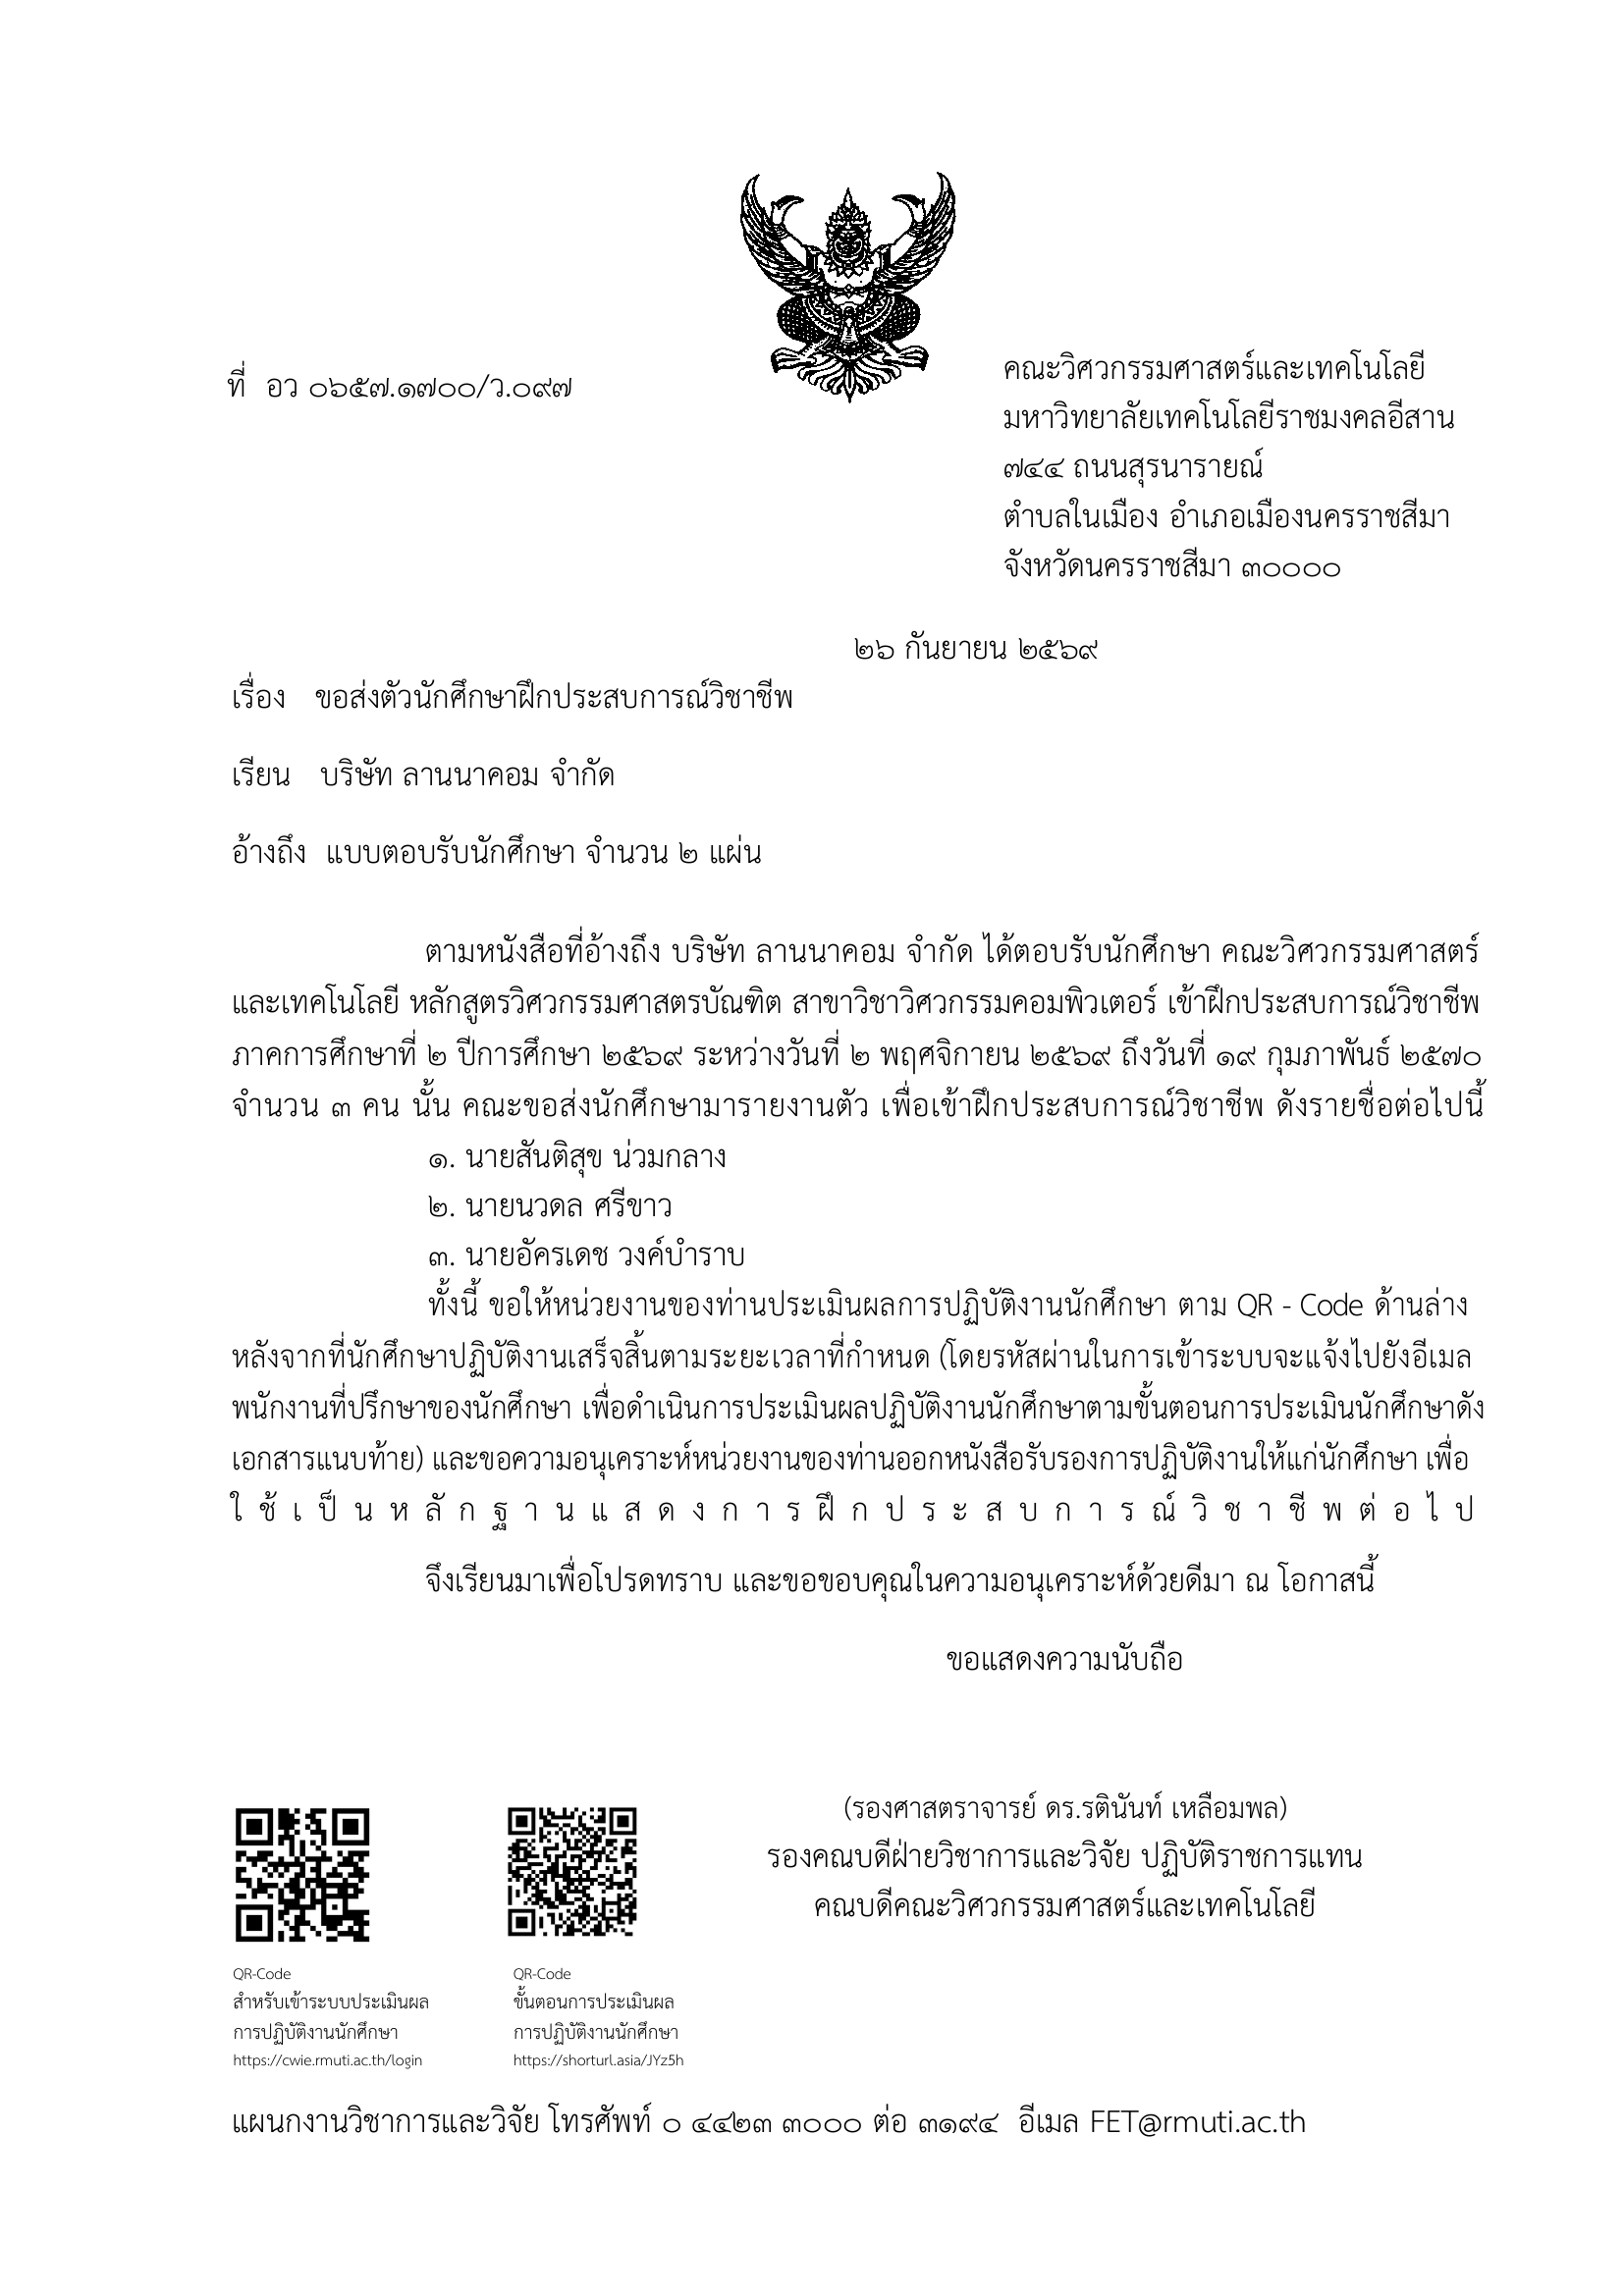 ที่ อว ๐๖๕๗.๑๗๐๐/ว.๐๙๗
คณะวิศวกรรมศาสตร์และเทคโนโลยี
มหาวิทยาลัยเทคโนโลยีราชมงคลอีสาน
๗๔๔ ถนนสุรนารายณ์
ตำบลในเมือง อำเภอเมืองนครราชสีมา
จังหวัดนครราชสีมา ๓๐๐๐๐
๒๖ กันยายน ๒๕๖๙
เรื่อง ขอส่งตัวนักศึกษาฝึกประสบการณ์วิชาชีพ
เรียน บริษัท ลานนาคอม จำกัด
อ้างถึง แบบตอบรับนักศึกษา จำนวน ๒ แผ่น
ตามหนังสือที่อ้างถึง บริษัท ลานนาคอม จำกัด ได้ตอบรับนักศึกษา คณะวิศวกรรมศาสตร์
และเทคโนโลยี หลักสูตรวิศวกรรมศาสตรบัณฑิต สาขาวิชาวิศวกรรมคอมพิวเตอร์ เข้าฝึกประสบการณ์วิชาชีพ
ภาคการศึกษาที่ ๒ ปีการศึกษา ๒๕๖๙ ระหว่างวันที่ ๒ พฤศจิกายน ๒๕๖๙ ถึงวันที่ ๑๙ กุมภาพันธ์ ๒๕๗๐
จำนวน ๓ คน นั้น คณะขอส่งนักศึกษามารายงานตัว เพื่อเข้าฝึกประสบการณ์วิชาชีพ ดังรายชื่อต่อไปนี้
๑. นายสันติสุข น่วมกลาง
๒. นายนวดล ศรีขาว
๓. นายอัครเดช วงค์บำราบ
ทั้งนี้ ขอให้หน่วยงานของท่านประเมินผลการปฏิบัติงานนักศึกษา ตาม QR - Code ด้านล่าง
หลังจากที่นักศึกษาปฏิบัติงานเสร็จสิ้นตามระยะเวลาที่กำหนด (โดยรหัสผ่านในการเข้าระบบจะแจ้งไปยังอีเมล
พนักงานที่ปรึกษาของนักศึกษา เพื่อดำเนินการประเมินผลปฏิบัติงานนักศึกษาตามขั้นตอนการประเมินนักศึกษาดัง
เอกสารแนบท้าย) และขอความอนุเคราะห์หน่วยงานของท่านออกหนังสือรับรองการปฏิบัติงานให้แก่นักศึกษา เพื่อ
ใช้เป็นหลักฐานแสดงการฝึกประสบการณ์วิชาชีพต่อไป
จึงเรียนมาเพื่อโปรดทราบ และขอขอบคุณในความอนุเคราะห์ด้วยดีมา ณ โอกาสนี้
ขอแสดงความนับถือ
(รองศาสตราจารย์ ดร.รตินันท์ เหลือมพล)
รองคณบดีฝ่ายวิชาการและวิจัย ปฏิบัติราชการแทน
คณบดีคณะวิศวกรรมศาสตร์และเทคโนโลยี
QR-Code
สำหรับเข้าระบบประเมินผล
การปฏิบัติงานนักศึกษา
https://cwie.rmuti.ac.th/login
QR-Code
ขั้นตอนการประเมินผล
การปฏิบัติงานนักศึกษา
https://shorturl.asia/JYz5h
แผนกงานวิชาการและวิจัย โทรศัพท์ ๐ ๔๔๒๓ ๓๐๐๐ ต่อ ๓๑๙๔ อีเมล FET@rmuti.ac.th